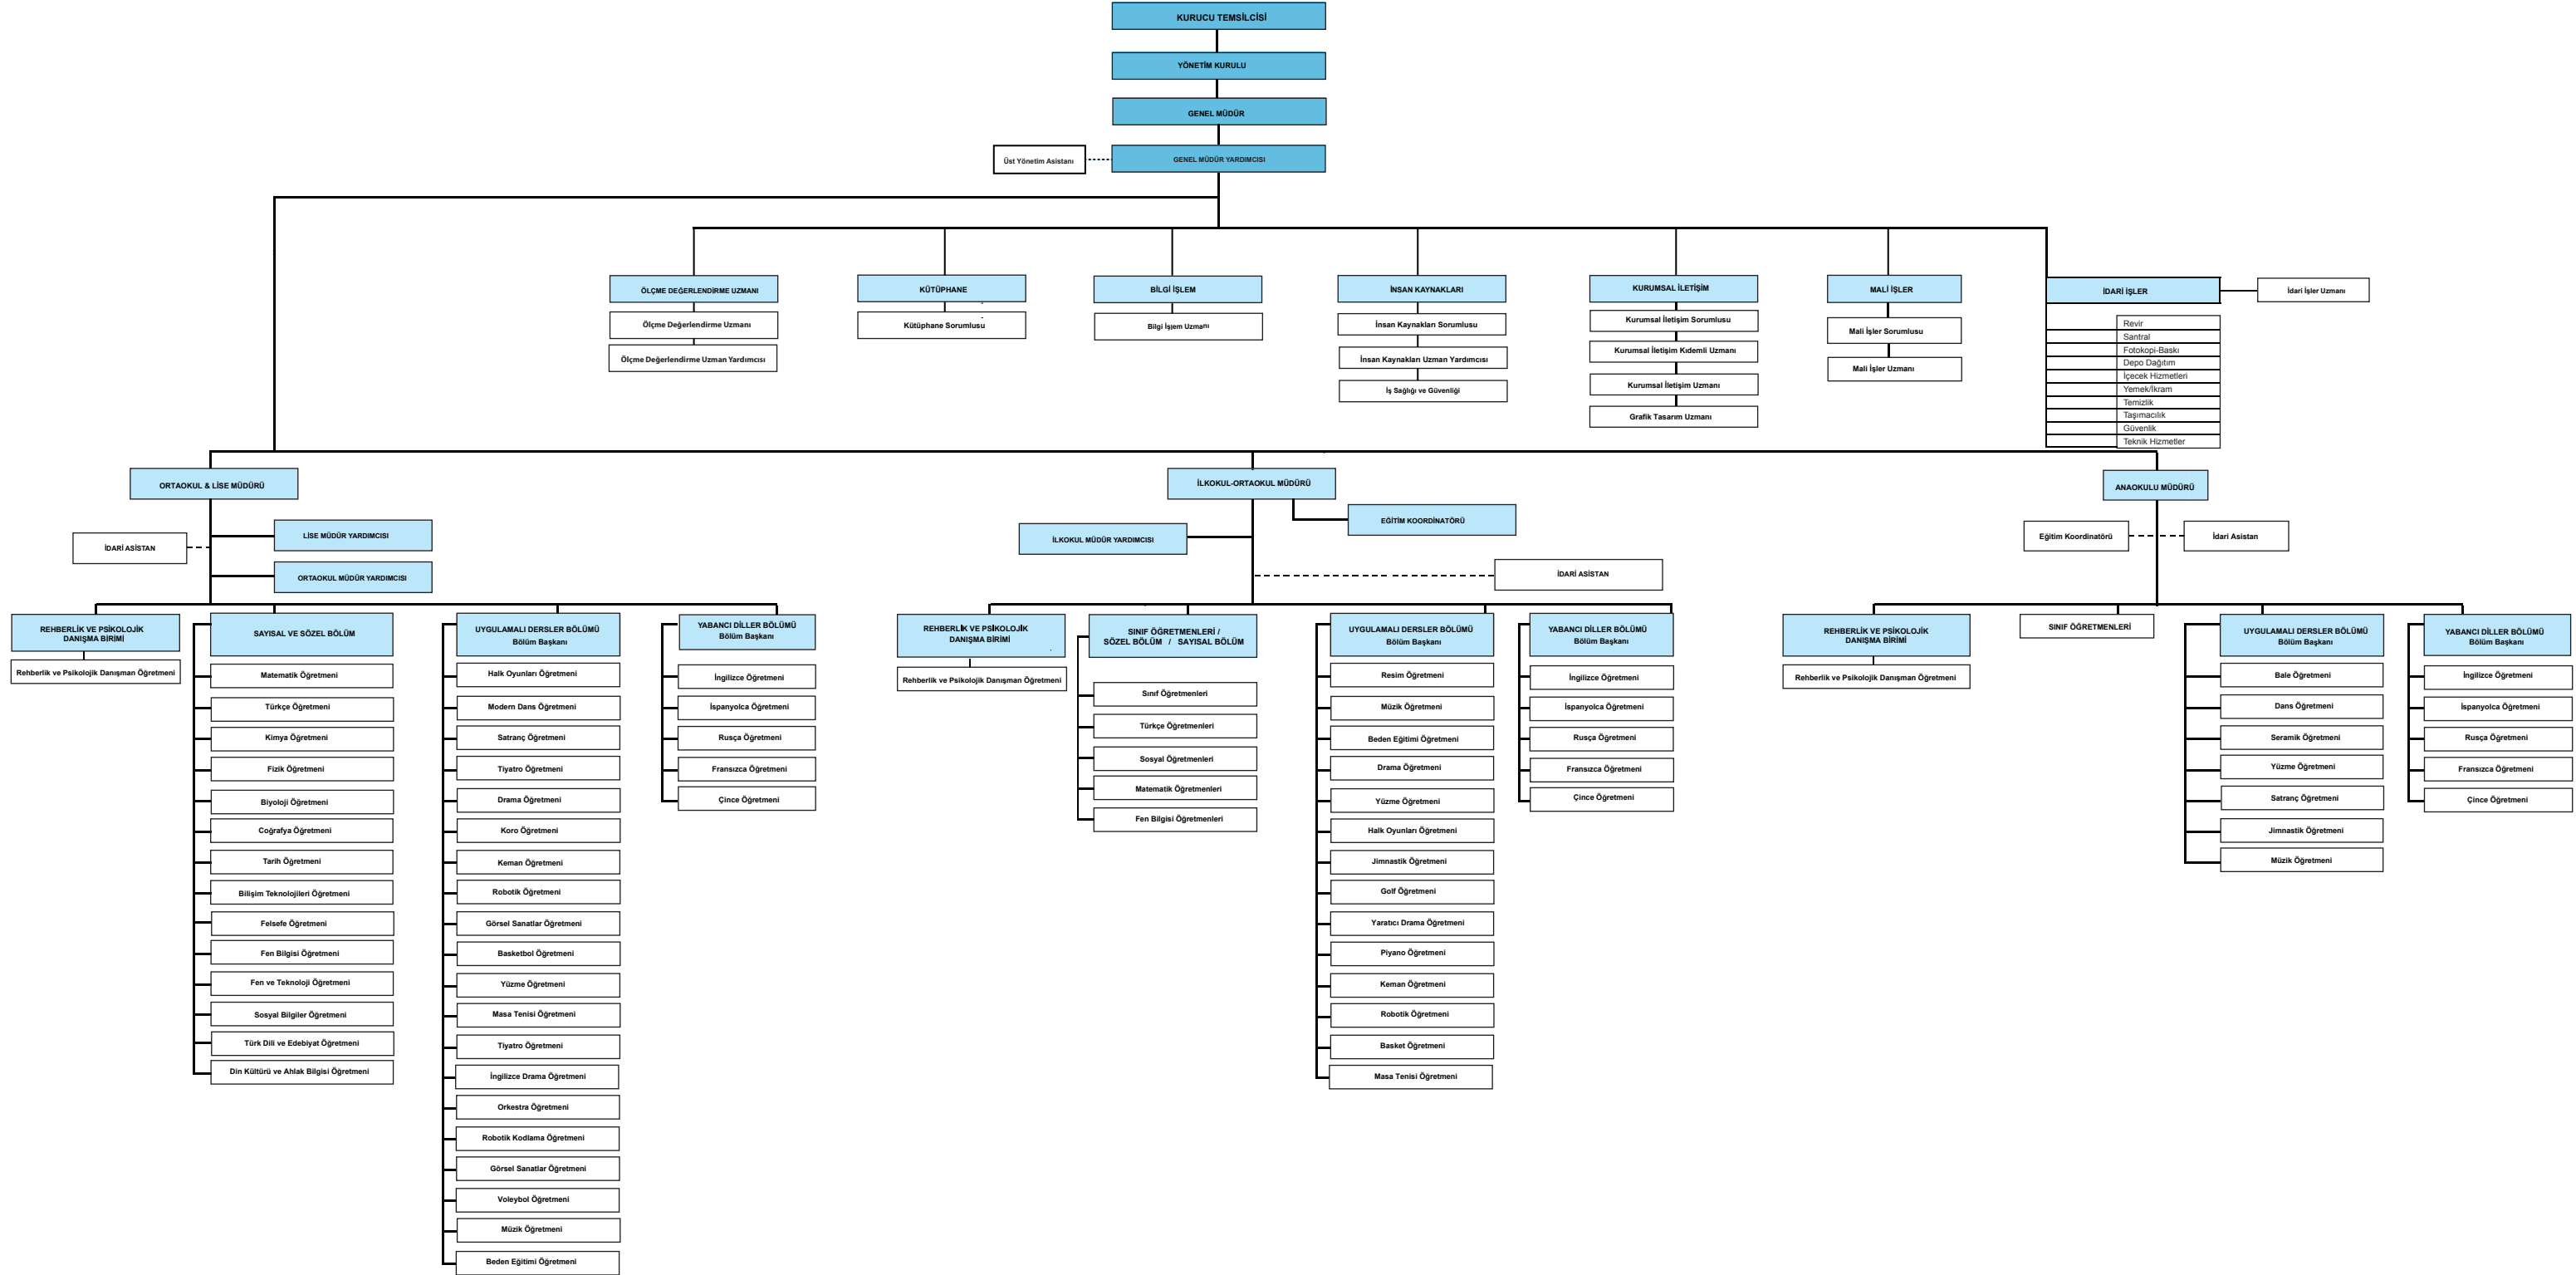 KURUCU TEMSİLCİSİ
YÖNETİM KURULU
GENEL MÜDÜR
Üst Yönetim Asistanı
GENEL MÜDÜR YARDIMCISI
ÖLÇME DEĞERLENDİRME UZMANI
Ölçme Değerlendirme Uzmanı
Ölçme Değerlendirme Uzman Yardımcısı
KÜTÜPHANE
Kütüphane Sorumlusu
BİLGİ İŞLEM
Bilgi İşlem Uzmanı
İNSAN KAYNAKLARI
İnsan Kaynakları Sorumlusu
İnsan Kaynakları Uzman Yardımcısı
İş Sağlığı ve Güvenliği
KURUMSAL İLETİŞİM
Kurumsal İletişim Sorumlusu
Kurumsal İletişim Kıdemli Uzmanı
Kurumsal İletişim Uzmanı
Grafik Tasarım Uzmanı
MALİ İŞLER
Mali İşler Sorumlusu
Mali İşler Uzmanı
İDARİ İŞLER
İdari İşler Uzmanı
Revir
Santral
Fotokopi-Baskı
Depo Dağıtım
İçecek Hizmetleri
Yemek/İkram
Temizlik
Taşımacılık
Güvenlik
Teknik Hizmetler
ORTAOKUL & LİSE MÜDÜRÜ
LİSE MÜDÜR YARDIMCISI
İDARİ ASİSTAN
ORTAOKUL MÜDÜR YARDIMCISI
REHBERLİK VE PSİKOLOJİK
DANIŞMA BİRİMİ
Rehberlik ve Psikolojik Danışman Öğretmeni
SAYISAL VE SÖZEL BÖLÜM
Matematik Öğretmeni
Türkçe Öğretmeni
Kimya Öğretmeni
Fizik Öğretmeni
Biyoloji Öğretmeni
Coğrafya Öğretmeni
Tarih Öğretmeni
Bilişim Teknolojileri Öğretmeni
Felsefe Öğretmeni
Fen Bilgisi Öğretmeni
Fen ve Teknoloji Öğretmeni
Sosyal Bilgiler Öğretmeni
Türk Dili ve Edebiyat Öğretmeni
Din Kültürü ve Ahlak Bilgisi Öğretmeni
UYGULAMALI DERSLER BÖLÜMÜ
Bölüm Başkanı
Halk Oyunları Öğretmeni
Modern Dans Öğretmeni
Satranç Öğretmeni
Tiyatro Öğretmeni
Drama Öğretmeni
Koro Öğretmeni
Keman Öğretmeni
Robotik Öğretmeni
Görsel Sanatlar Öğretmeni
Basketbol Öğretmeni
Yüzme Öğretmeni
Masa Tenisi Öğretmeni
Tiyatro Öğretmeni
İngilizce Drama Öğretmeni
Orkestra Öğretmeni
Robotik Kodlama Öğretmeni
Görsel Sanatlar Öğretmeni
Voleybol Öğretmeni
Müzik Öğretmeni
Beden Eğitimi Öğretmeni
YABANCI DİLLER BÖLÜMÜ
Bölüm Başkanı
İngilizce Öğretmeni
İspanyolca Öğretmeni
Rusça Öğretmeni
Fransızca Öğretmeni
Çince Öğretmeni
İLKOKUL-ORTAOKUL MÜDÜRÜ
EĞİTİM KOORDİNATÖRÜ
İLKOKUL MÜDÜR YARDIMCISI
İDARİ ASİSTAN
REHBERLİK VE PSİKOLOJİK
DANIŞMA BİRİMİ
Rehberlik ve Psikolojik Danışman Öğretmeni
SINIF ÖĞRETMENLERİ /
SÖZEL BÖLÜM / SAYISAL BÖLÜM
Sınıf Öğretmenleri
Türkçe Öğretmenleri
Sosyal Öğretmenleri
Matematik Öğretmenleri
Fen Bilgisi Öğretmenleri
UYGULAMALI DERSLER BÖLÜMÜ
Bölüm Başkanı
Resim Öğretmeni
Müzik Öğretmeni
Beden Eğitimi Öğretmeni
Drama Öğretmeni
Yüzme Öğretmeni
Halk Oyunları Öğretmeni
Jimnastik Öğretmeni
Golf Öğretmeni
Yaratıcı Drama Öğretmeni
Piyano Öğretmeni
Keman Öğretmeni
Robotik Öğretmeni
Basket Öğretmeni
Masa Tenisi Öğretmeni
YABANCI DİLLER BÖLÜMÜ
Bölüm Başkanı
İngilizce Öğretmeni
İspanyolca Öğretmeni
Rusça Öğretmeni
Fransızca Öğretmeni
Çince Öğretmeni
ANAOKULU MÜDÜRÜ
Eğitim Koordinatörü
İdari Asistan
REHBERLİK VE PSİKOLOJİK
DANIŞMA BİRİMİ
Rehberlik ve Psikolojik Danışman Öğretmeni
SINIF ÖĞRETMENLERİ
UYGULAMALI DERSLER BÖLÜMÜ
Bölüm Başkanı
Bale Öğretmeni
Dans Öğretmeni
Seramik Öğretmeni
Yüzme Öğretmeni
Satranç Öğretmeni
Jimnastik Öğretmeni
Müzik Öğretmeni
YABANCI DİLLER BÖLÜMÜ
Bölüm Başkanı
İngilizce Öğretmeni
İspanyolca Öğretmeni
Rusça Öğretmeni
Fransızca Öğretmeni
Çince Öğretmeni